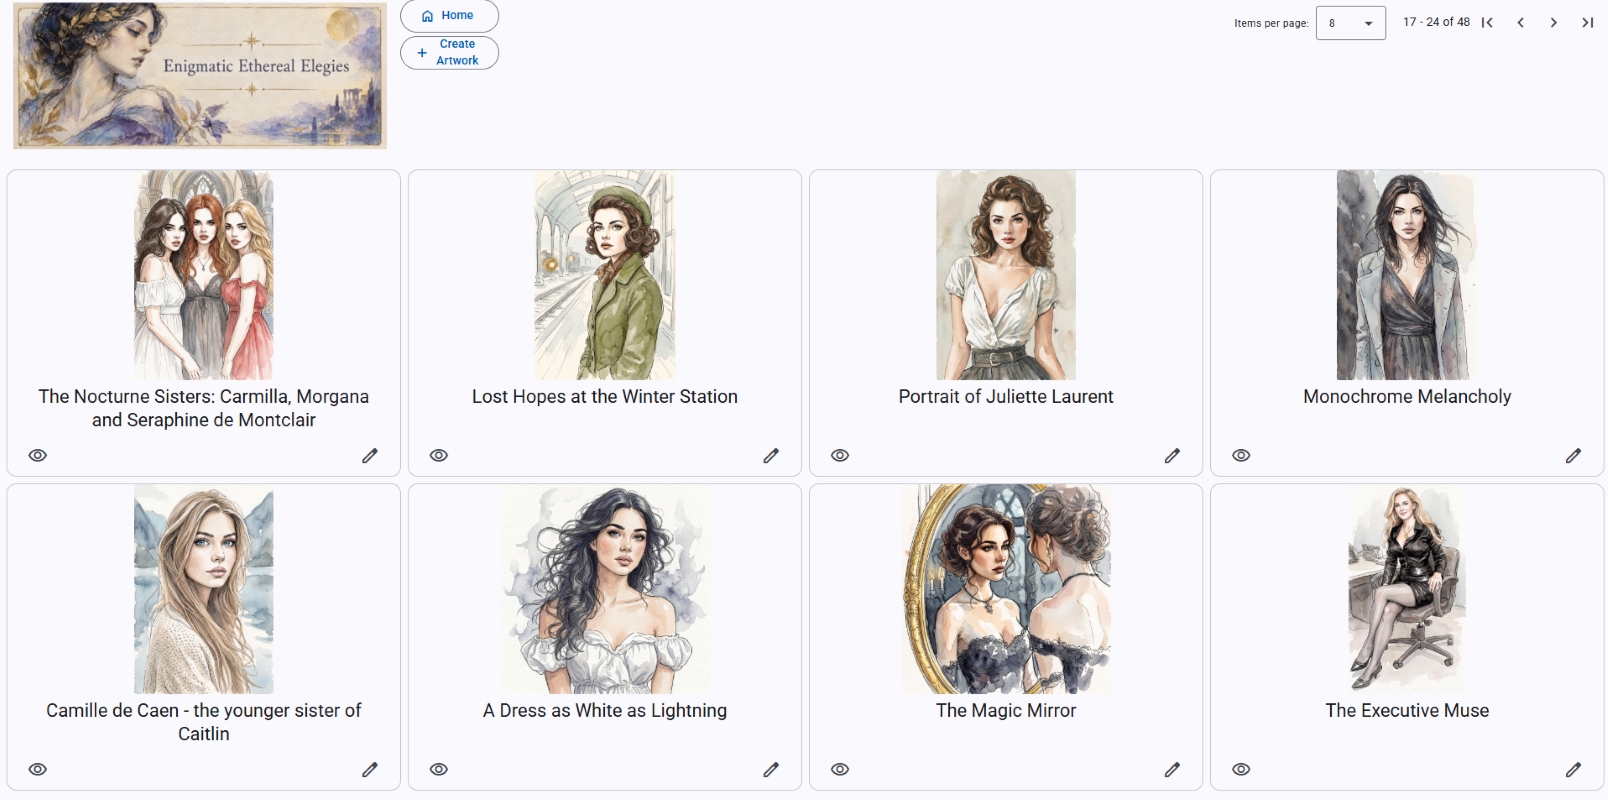 Enigmatic Ethereal Elegies
Home
Create
Artwork
Items per page:
8
17 - 24 of 48
The Nocturne Sisters: Carmilla, Morgana
and Seraphine de Montclair
Lost Hopes at the Winter Station
Portrait of Juliette Laurent
Monochrome Melancholy
Camille de Caen - the younger sister of
Caitlin
A Dress as White as Lightning
The Magic Mirror
The Executive Muse